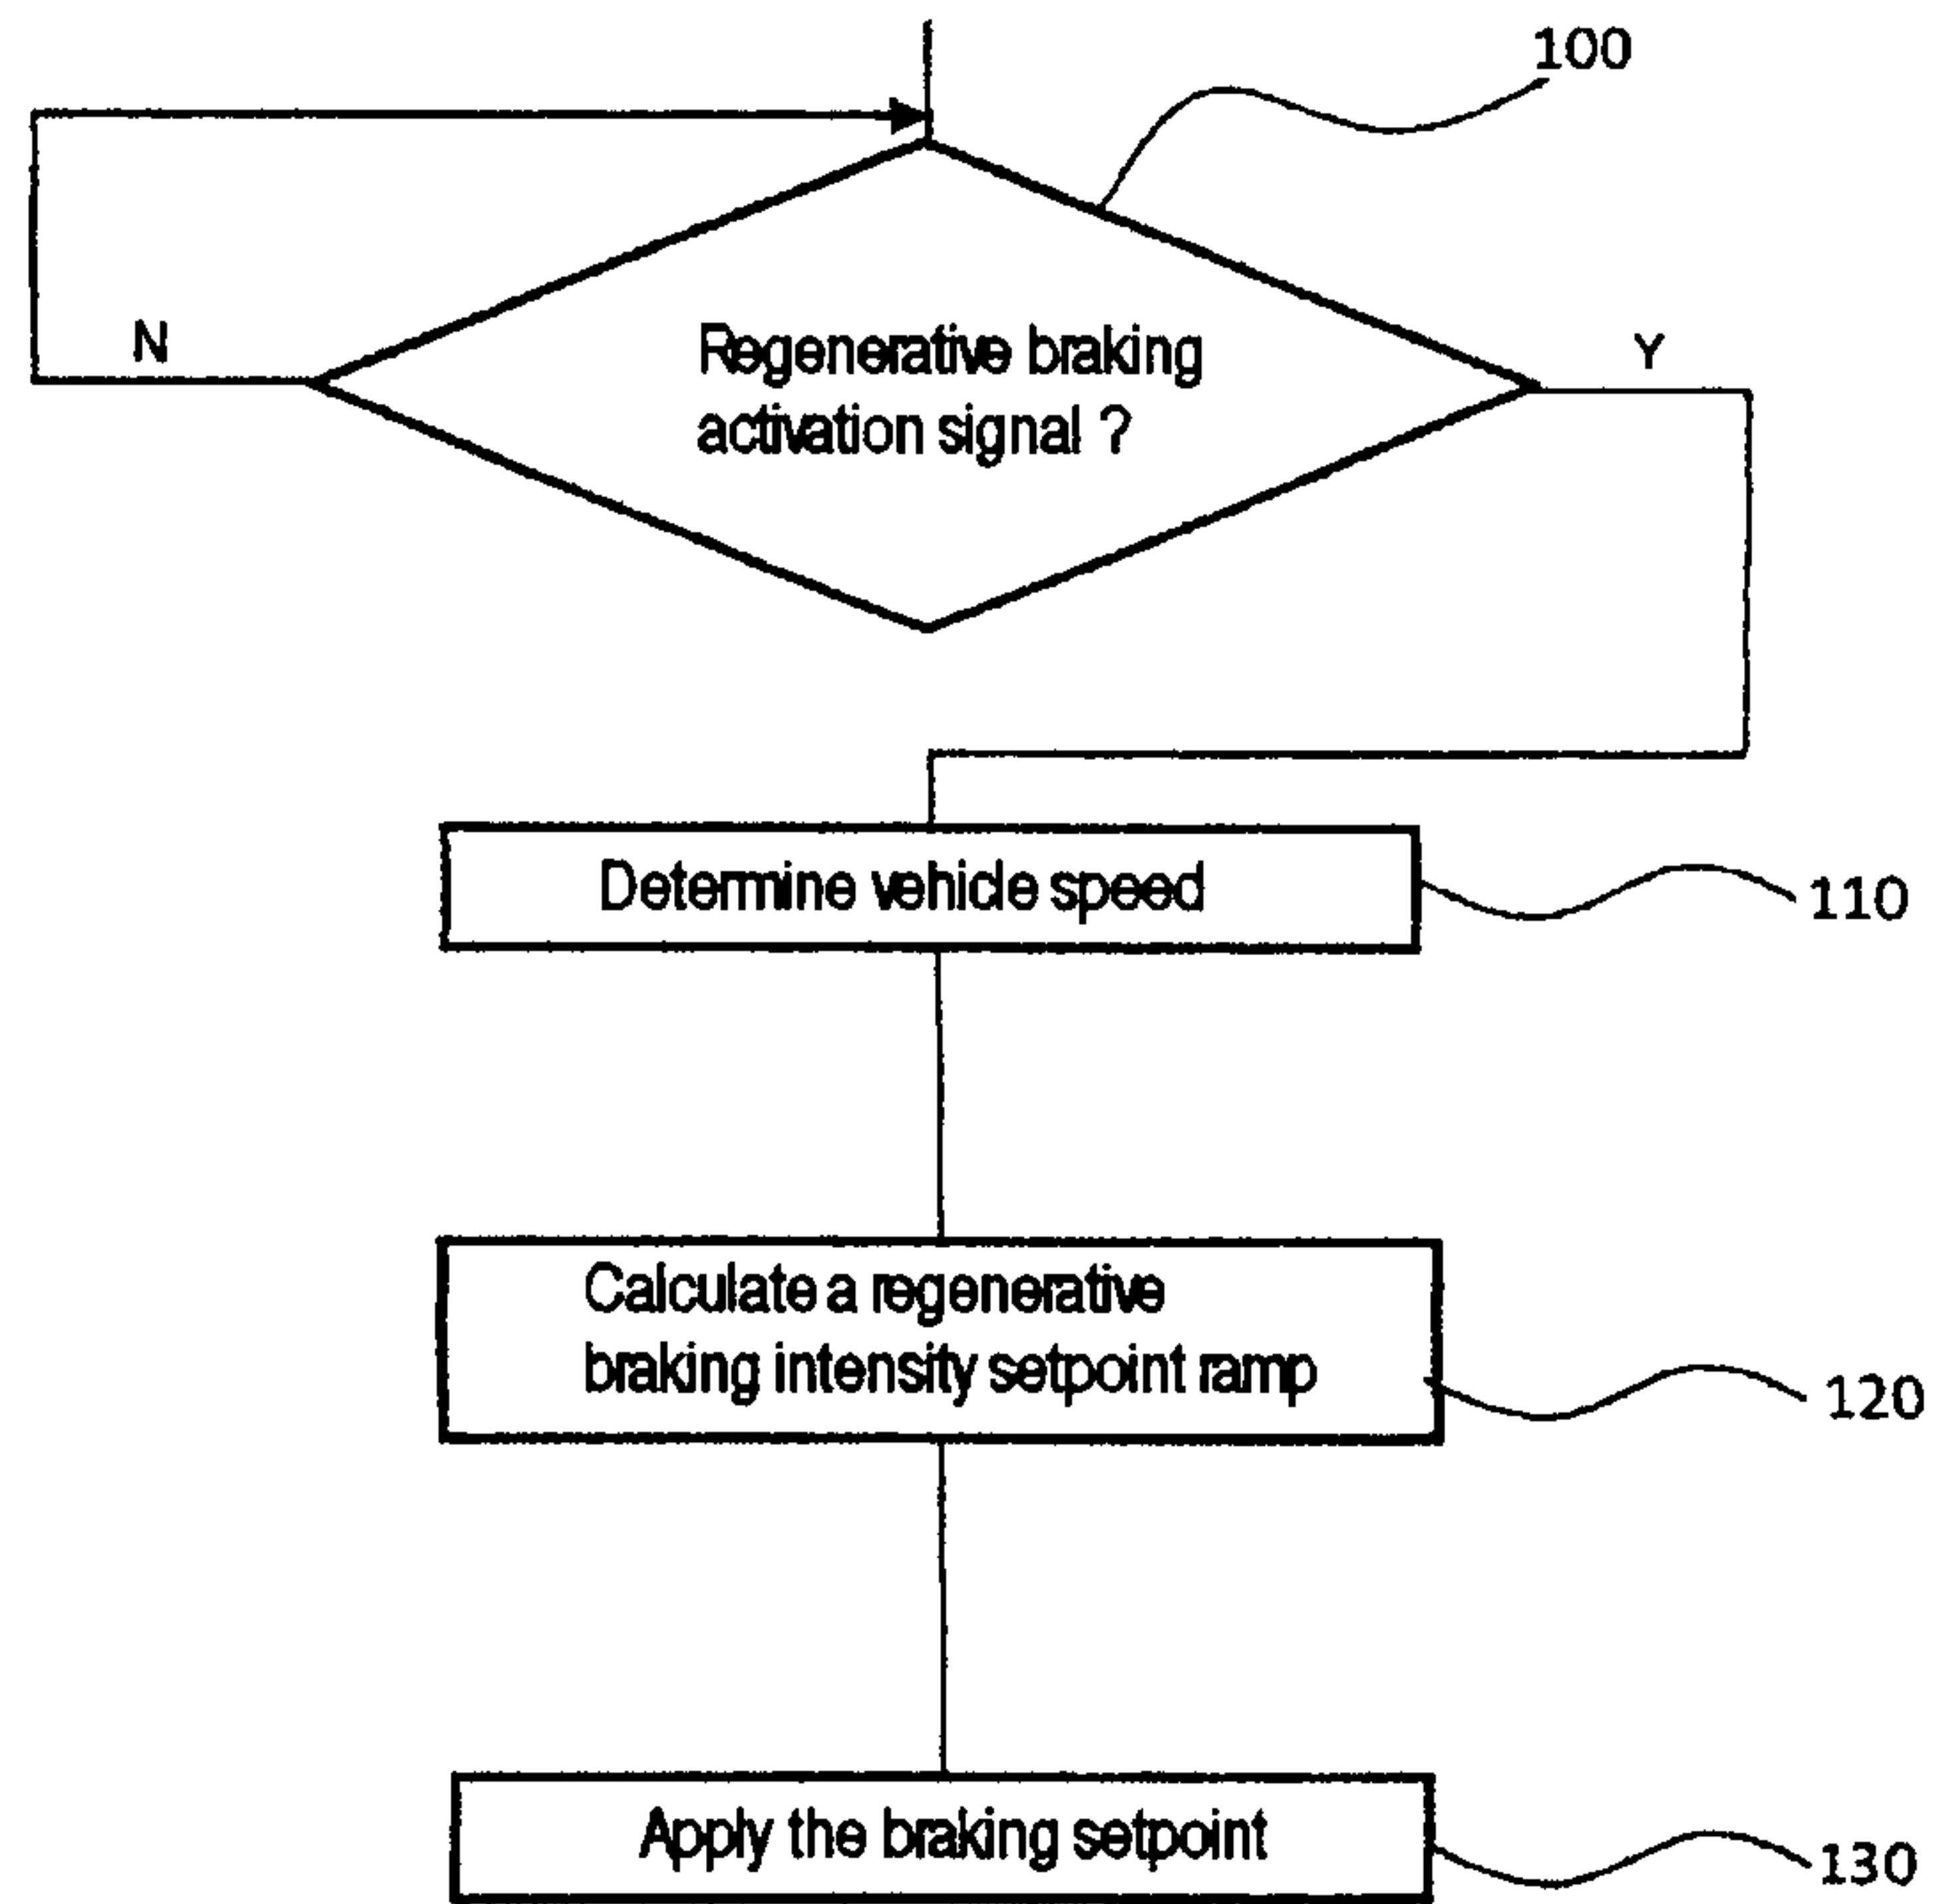 100
N
Y
Regenerative braking
activation signal ?
Determine vehicle speed
110
Calculate a regenerative
braking intensity setpoint ramp
120
Apply the braking setpoint
130